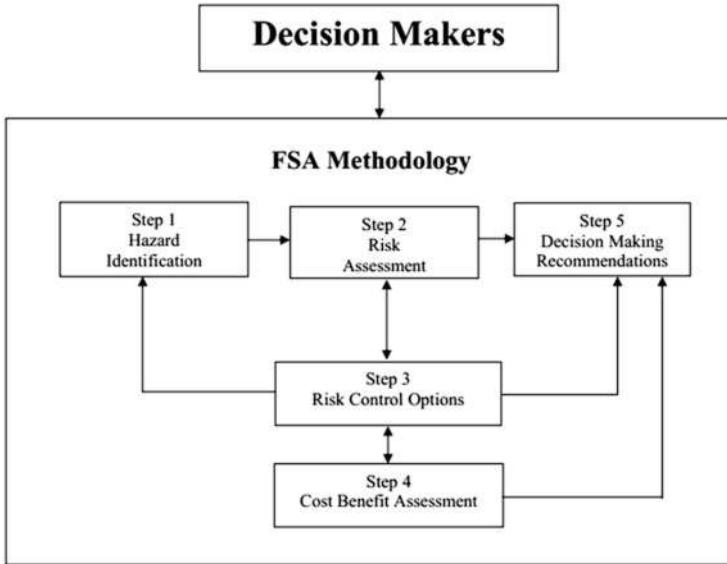 Decision Makers
FSA Methodology
Step 1
Hazard
Identification
Step 2
Risk
Assessment
Step 5
Decision Making
Recommendations
Step 3
Risk Control Options
Step 4
Cost Benefit Assessment